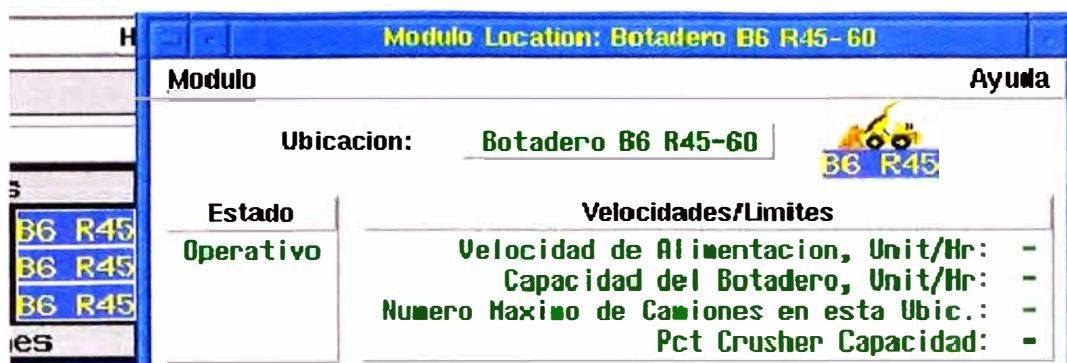 H
Modulo Location: Botadero B6 R45-60
Modulo Ayuda
Ubicacion: Botadero B6 R45-60
B6 R45
s
Estado Velocidades/Limites
B6 R45
Operativo Velocidad de Alimentacion, Unit/Hr: -
B6 R45
Capacidad del Botadero, Unit/Hr: -
B6 R45
Numero Maximo de Camiones en esta Ubic.: -
es
Pct Crusher Capacidad: -